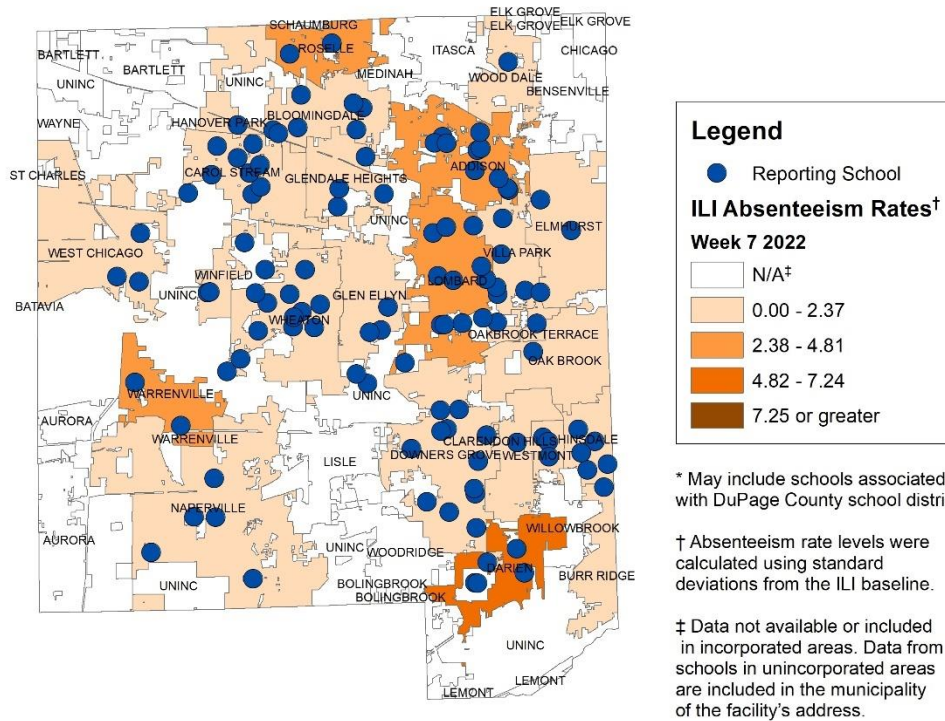 ELK GROVE
ELK GROVE
ELK GROVE
SCHAUMBURG
ROSELLE
BARTLETT
ITASCA
CHICAGO
BARTLETT
MEDINAH
UNINC
UNINC
WOOD DALE
BENSENVILLE
WAYNE
HANOVER PARK
BLOOMINGDALE
ADDISON
ST CHARLES
CAROL STREAM
GLENDALE HEIGHTS
UNINC
ELMHURST
WEST CHICAGO
VILLA PARK
WINFIELD
LOMBARD
BATAVIA
UNINC
GLEN ELLYN
WHEATON
OAKBROOK TERRACE
OAK BROOK
WARRENVILLE
UNINC
AURORA
WARRENVILLE
CLARENDON HILLS
HINSDALE
DOWNERS GROVE
WESTMONT
LISLE
NAPERVILLE
WILLOWBROOK
AURORA
UNINC
WOODRIDGE
DARIEN
UNINC
BOLINGBROOK
BURR RIDGE
BOLINGBROOK
UNINC
LEMONT
LEMONT
Legend
Reporting School
ILI Absenteeism Rates†
Week 7 2022
N/A‡
0.00 - 2.37
2.38 - 4.81
4.82 - 7.24
7.25 or greater
* May include schools associated
with DuPage County school distri
† Absenteeism rate levels were
calculated using standard
deviations from the ILI baseline.
‡ Data not available or included
in incorporated areas. Data from
schools in unincorporated areas
are included in the municipality
of the facility's address.